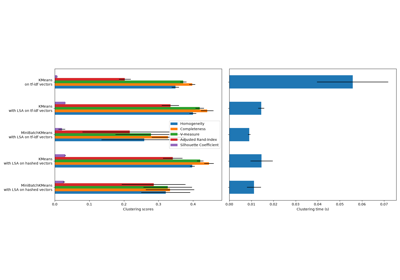 KMeans
on tf-idf vectors
KMeans
with LSA on tf-idf vectors
MiniBatchKMeans
with LSA on tf-idf vectors
KMeans
with LSA on hashed vectors
MiniBatchKMeans
with LSA on hashed vectors
Homogeneity
Completeness
V-measure
Adjusted Rand-Index
Silhouette Coefficient
0.0 0.1 0.2 0.3 0.4
Clustering scores
0.00 0.01 0.02 0.03 0.04 0.05 0.06 0.07
Clustering time (s)